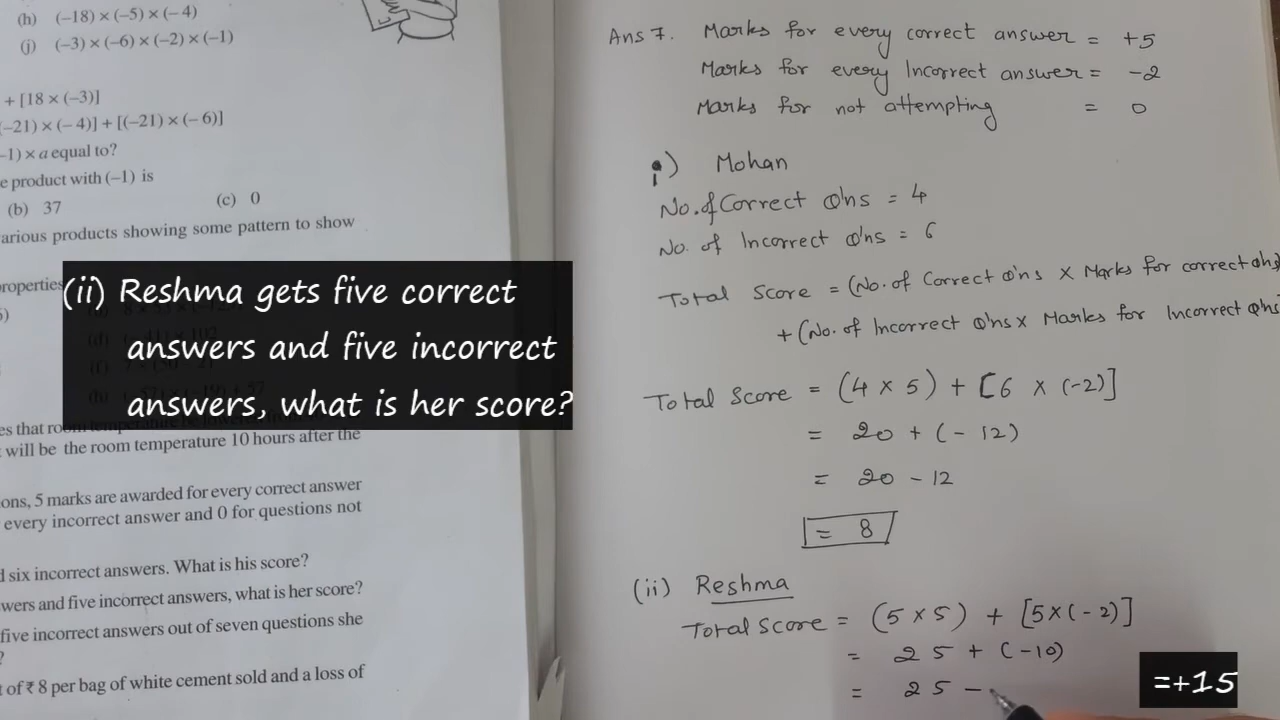 (h) (−18) × (−5) × (− 4)
(j) (−3) × (−6) × (−2) × (−1)
+ [18 × (−3)]
(−21) × (− 4)] + [(−21) × (− 6)]
−1) × a equal to?
e product with (−1) is
(b) 37 (c) 0
arious products showing some pattern to show
roperties
es that room
will be the room temperature 10 hours after the
ons, 5 marks are awarded for every correct answer
every incorrect answer and 0 for questions not
d six incorrect answers. What is his score?
wers and five incorrect answers, what is her score?
five incorrect answers out of seven questions she
?
t of ₹ 8 per bag of white cement sold and a loss of
(ii) Reshma gets five correct
answers and five incorrect
answers, what is her score?
Ans 7. Marks for every correct answer = +5
Marks for every Incorrect answer = -2
Marks for not attempting = 0
i) Mohan
No. of Correct Q'ns = 4
No. of Incorrect Q'ns = 6
Total Score = (No. of Correct Q'ns × Marks for correct Qns)
+ (No. of Incorrect Q'ns × Marks for Incorrect Qns
Total Score = (4 × 5) + [6 × (-2)]
= 20 + (- 12)
= 20 - 12
= 8
(ii) Reshma
Total Score = (5 × 5) + [5 × (-2)]
= 25 + (-10)
= 25 -
=+15